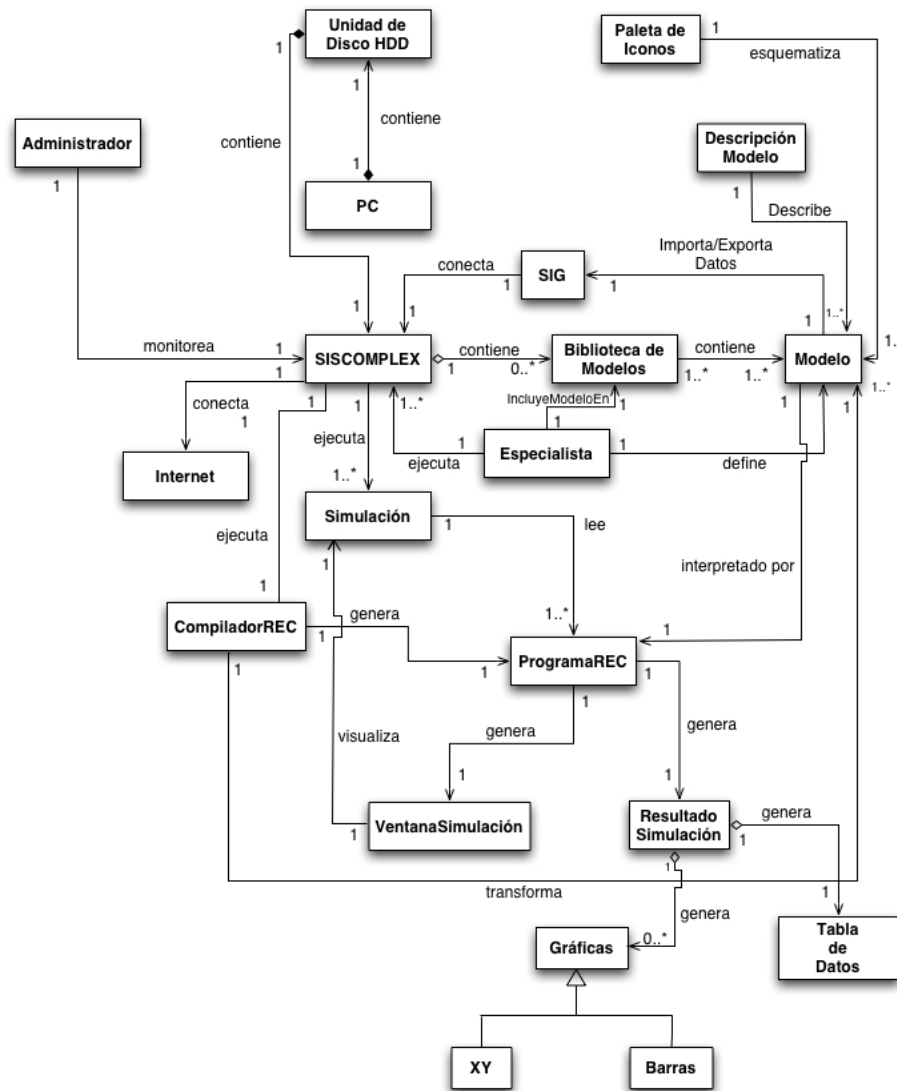 Unidad de
Disco HDD
1
1
contiene
contiene
1
PC
Paleta de
Iconos
1
esquematiza
Administrador
1
Descripción
Modelo
1
Describe
Importa/Exporta
Datos
conecta
1
SIG
1
1
1
1
1..*
1..
monitorea
1
SISCOMPLEX
1
contiene
0..*
Biblioteca de
Modelos
contiene
1..*
1..*
Modelo
1..*
1
conecta
1
Internet
1
1
ejecuta
1..*
1..*
1
ejecuta
IncluyeModeloEn
1
1
Especialista
1
define
1
1
1
Simulación
1
lee
1..*
interpretado por
1
ejecuta
1
1
CompiladorREC
1
1
genera
1
ProgramaREC
1
1
visualiza
genera
1
genera
1
VentanaSimulación
1
Resultado
Simulación
1
1
genera
1
transforma
genera
0..*
Gráficas
Tabla
de
Datos
XY
Barras